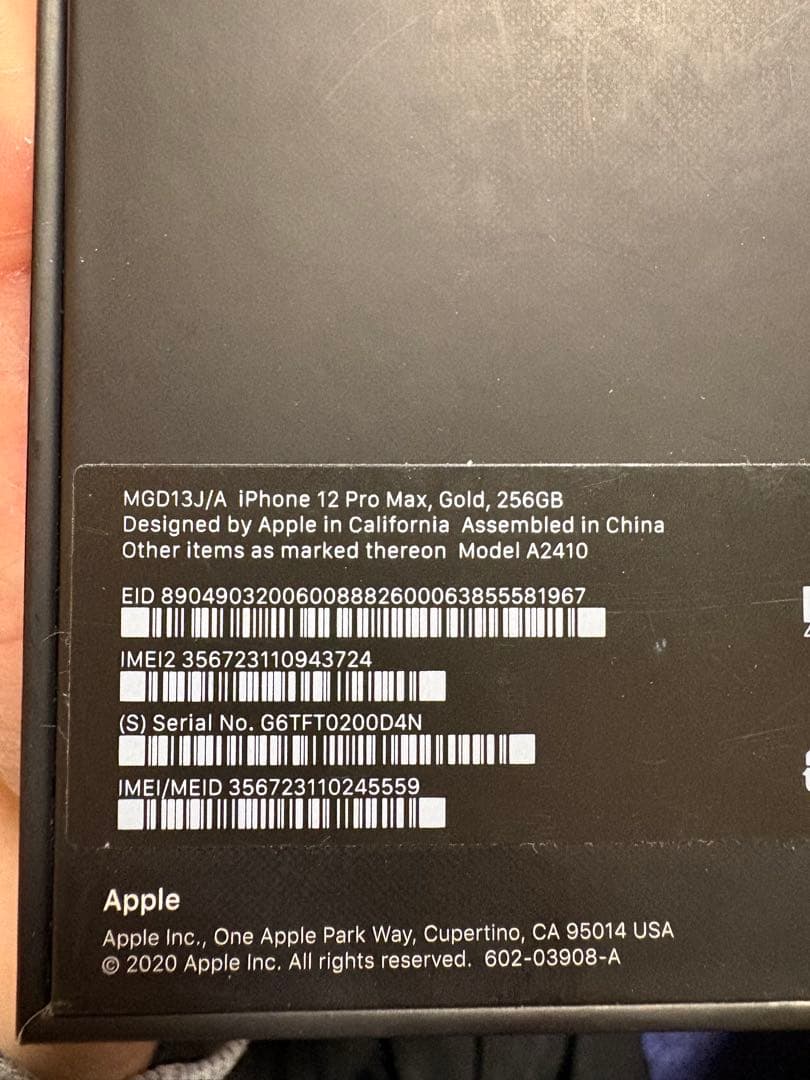 MGD13J/A iPhone 12 Pro Max, Gold, 256GB
Designed by Apple in California Assembled in China
Other items as marked thereon Model A2410
EID 89049032006008882600063855581967
IMEI2 356723110943724
(S) Serial No. G6TFT0200D4N
IMEI/MEID 356723110245559
Apple
Apple Inc., One Apple Park Way, Cupertino, CA 95014 USA
© 2020 Apple Inc. All rights reserved. 602-03908-A